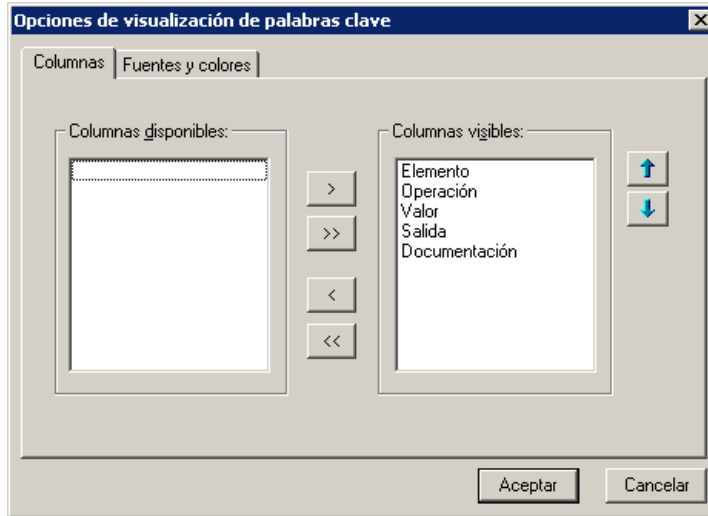 Opciones de visualización de palabras clave
Columnas
Fuentes y colores
Columnas disponibles:
Columnas visibles:
Elemento
Operación
Valor
Salida
Documentación
>
>>
<
<<
Aceptar
Cancelar